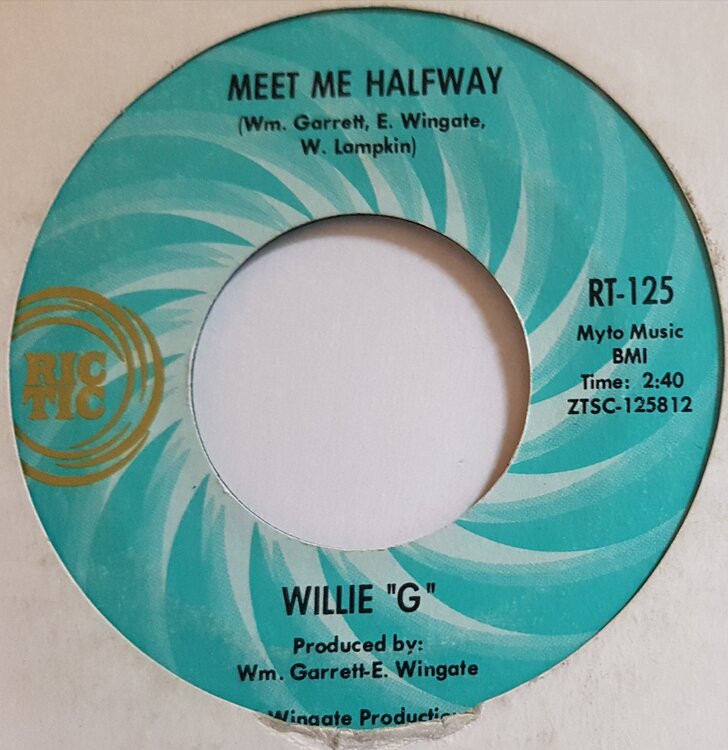 MEET ME HALFWAY
(Wm. Garrett, E. Wingate,
W. Lampkin)
RIC
TIC
RT-125
Myto Music
BMI
Time: 2:40
ZTSC-125812
WILLIE "G"
Produced by:
Wm. Garrett-E. Wingate
Wingate